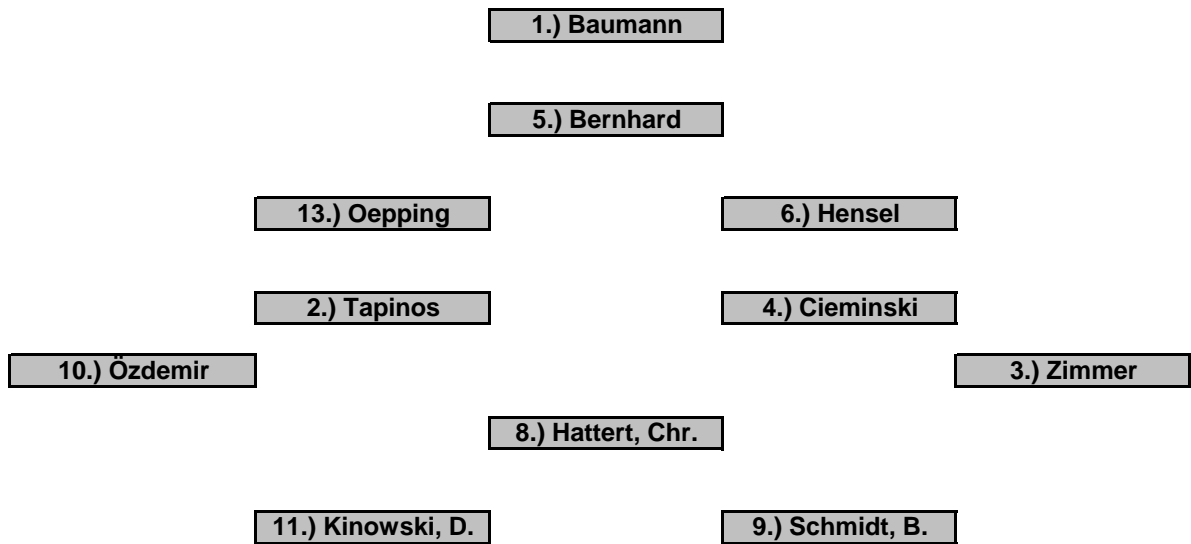 1.) Baumann
5.) Bernhard
13.) Oepping
6.) Hensel
2.) Tapinos
4.) Cieminski
10.) Özdemir
3.) Zimmer
8.) Hattert, Chr.
11.) Kinowski, D.
9.) Schmidt, B.